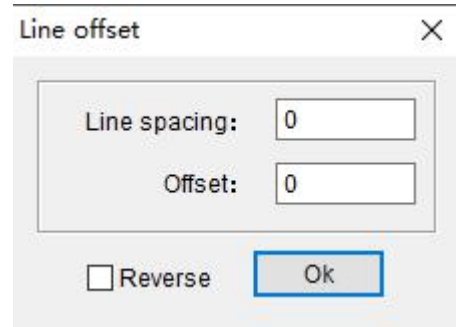 Line offset
Line spacing: 0
Offset: 0
Reverse Ok